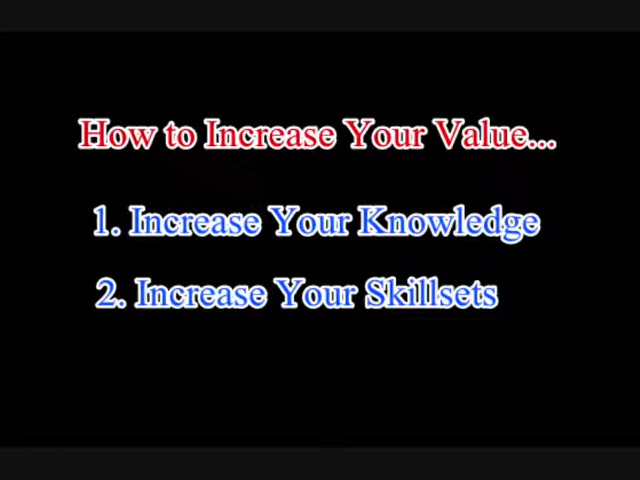 How to Increase Your Value...
1. Increase Your Knowledge
2. Increase Your Skillsets